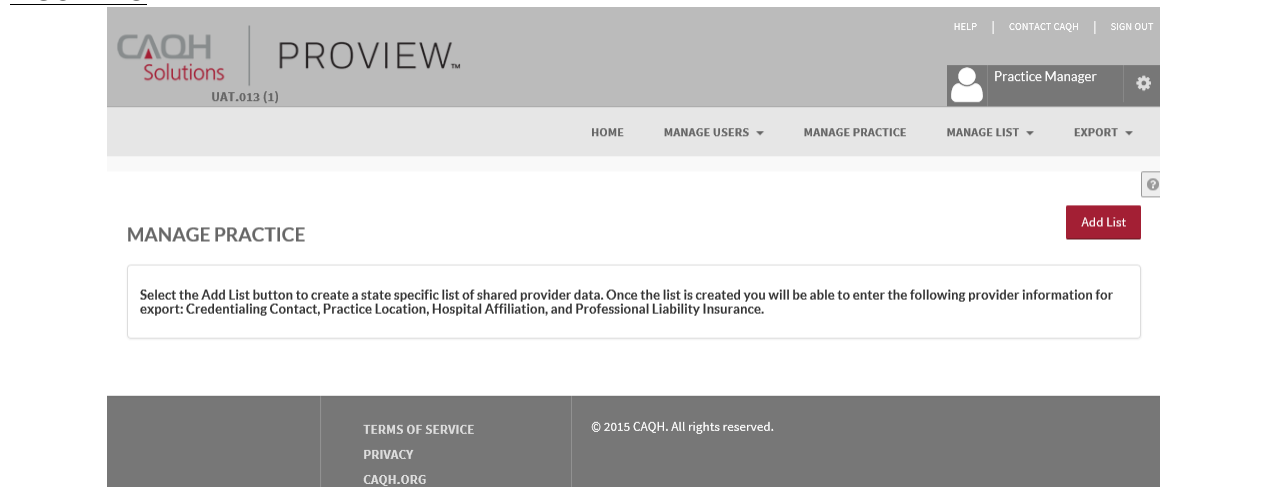 HELP | CONTACT CAQH | SIGN OUT
CAQH
Solutions
PROVIEW™
UAT.013 (1)
Practice Manager
HOME MANAGE USERS MANAGE PRACTICE MANAGE LIST EXPORT
Add List
MANAGE PRACTICE
Select the Add List button to create a state specific list of shared provider data. Once the list is created you will be able to enter the following provider information for
export: Credentialing Contact, Practice Location, Hospital Affiliation, and Professional Liability Insurance.
TERMS OF SERVICE
PRIVACY
CAQH.ORG
© 2015 CAQH. All rights reserved.